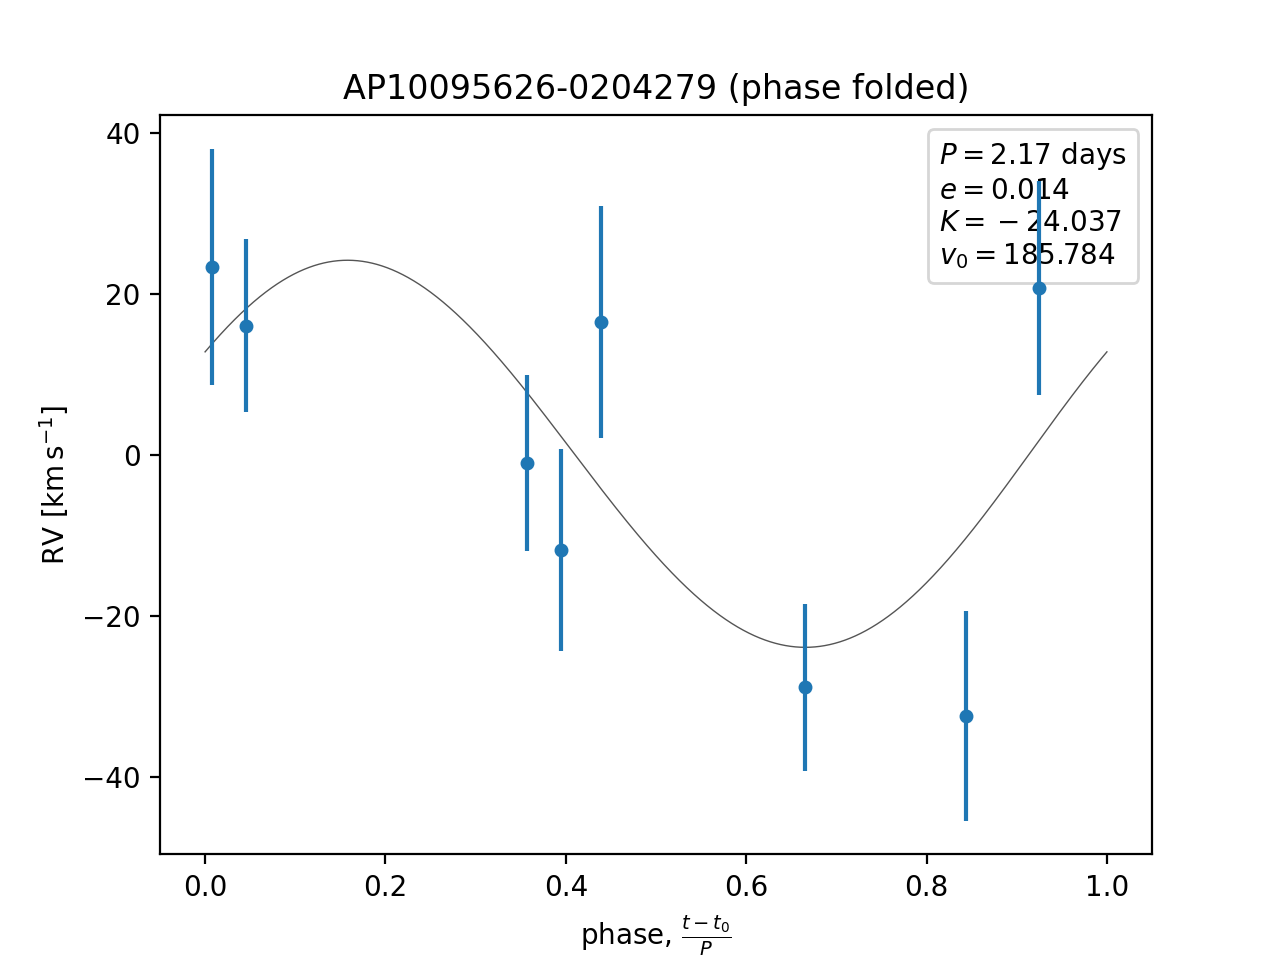 AP10095626-0204279 (phase folded)
P = 2.17 days
e = 0.014
K = −24.037
v₀ = 185.784
RV [km s⁻¹]
40
20
0
−20
−40
0.0 0.2 0.4 0.6 0.8 1.0
phase, (t − t₀)/P